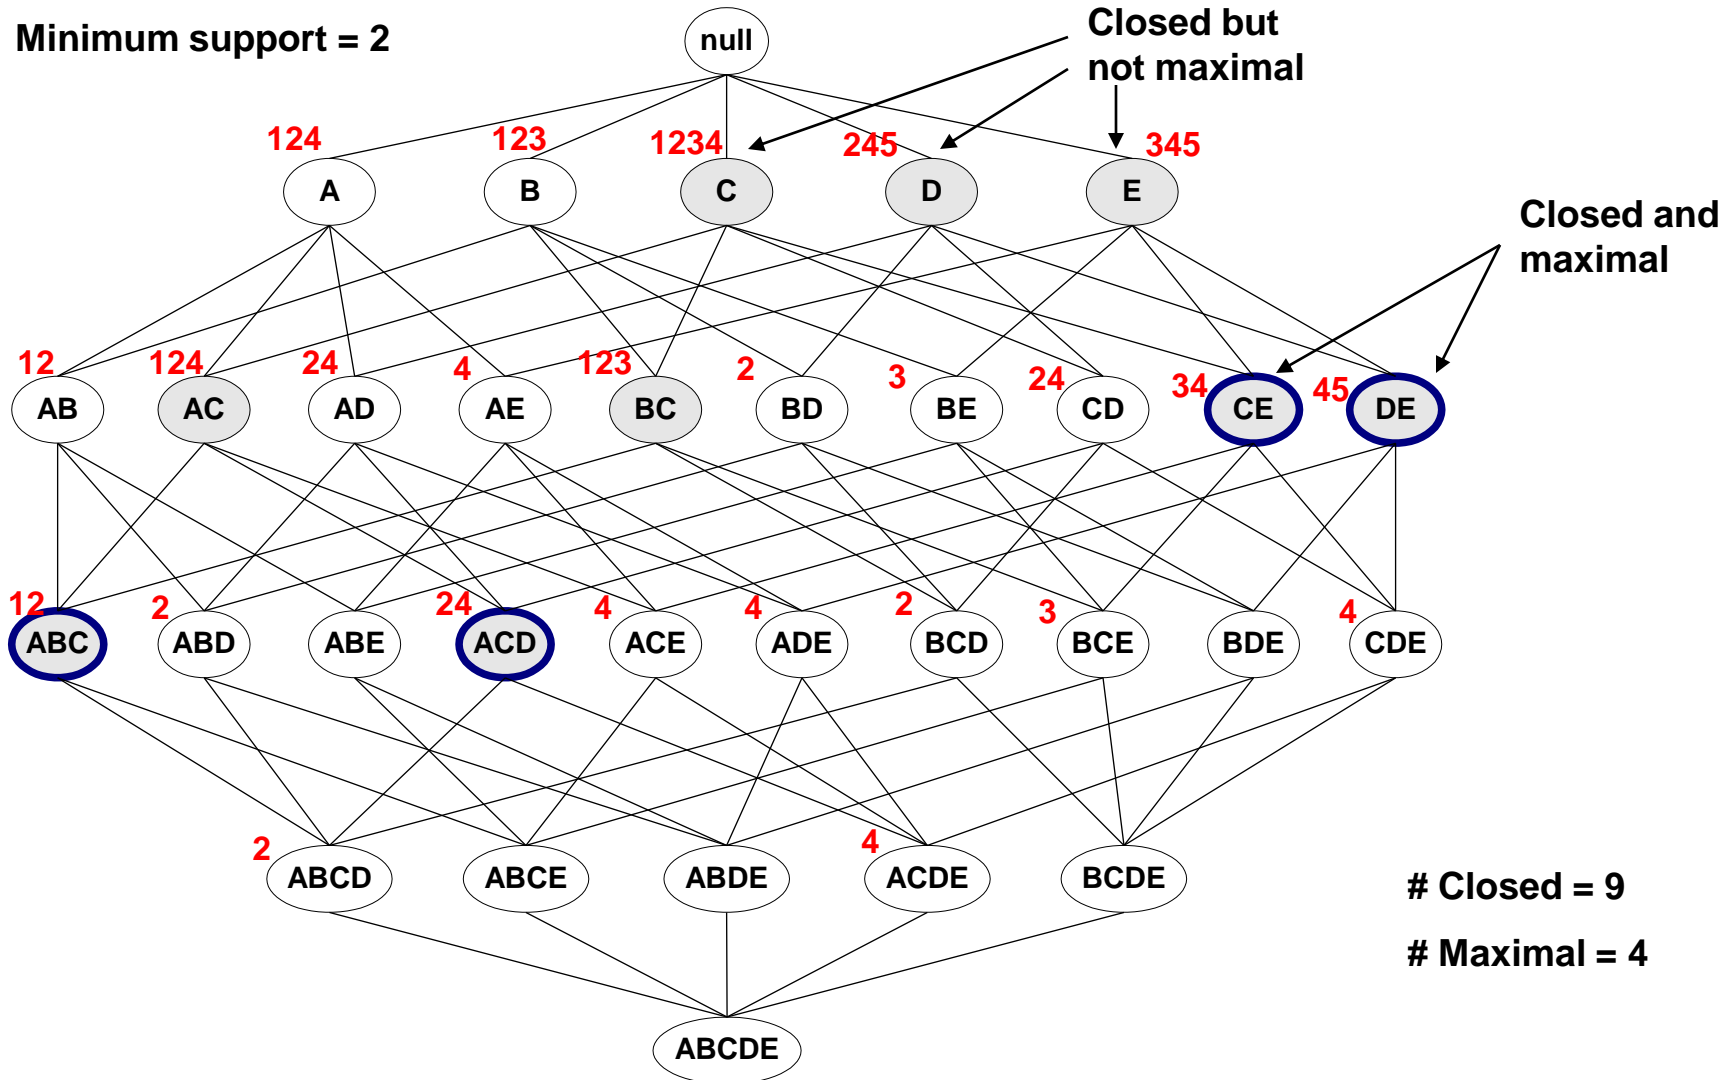 Minimum support = 2
null
Closed but
not maximal
124
123
1234
245
345
A
B
C
D
E
Closed and
maximal
12
124
24
4
123
2
3
24
34
45
AB
AC
AD
AE
BC
BD
BE
CD
CE
DE
12
2
24
4
4
2
3
4
ABC
ABD
ABE
ACD
ACE
ADE
BCD
BCE
BDE
CDE
2
4
ABCD
ABCE
ABDE
ACDE
BCDE
# Closed = 9
# Maximal = 4
ABCDE